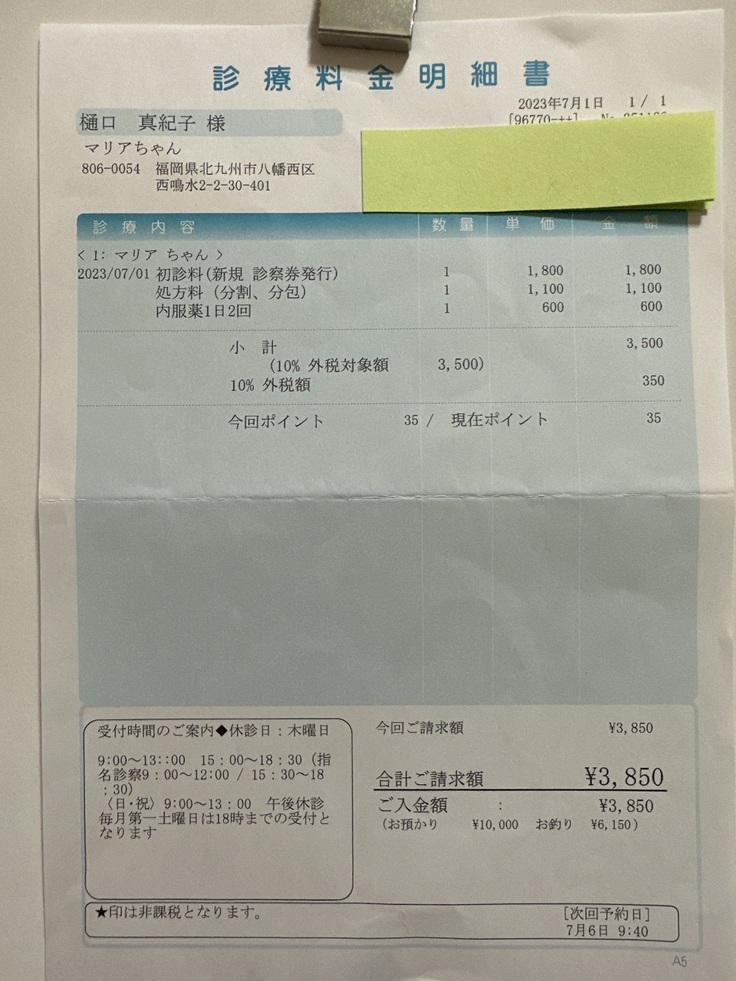 診療料金明細書
2023年7月1日 1 / 1
樋口 真紀子 様
[96770-++]
マリアちゃん
806-0054 福岡県北九州市八幡西区
西鳴水2-2-30-401
診療内容 数量 単価 金額
< 1: マリア ちゃん >
2023/07/01 初診料(新規 診察券発行) 1 1,800 1,800
処方料 (分割、分包) 1 1,100 1,100
内服薬1日2回 1 600 600
小 計 3,500
(10% 外税対象額 3,500)
10% 外税額 350
今回ポイント 35 / 現在ポイント 35
受付時間のご案内◆休診日:木曜日
9:00〜13::00 15:00〜18:30 (指
名診察9:00〜12:00 / 15:30〜18
:30)
〈日・祝〉9:00〜13:00 午後休診
毎月第一土曜日は18時までの受付と
なります
今回ご請求額 ¥3,850
合計ご請求額 ¥3,850
ご入金額 : ¥3,850
(お預かり ¥10,000 お釣り ¥6,150)
★印は非課税となります。
[次回予約日]
7月6日 9:40
A5